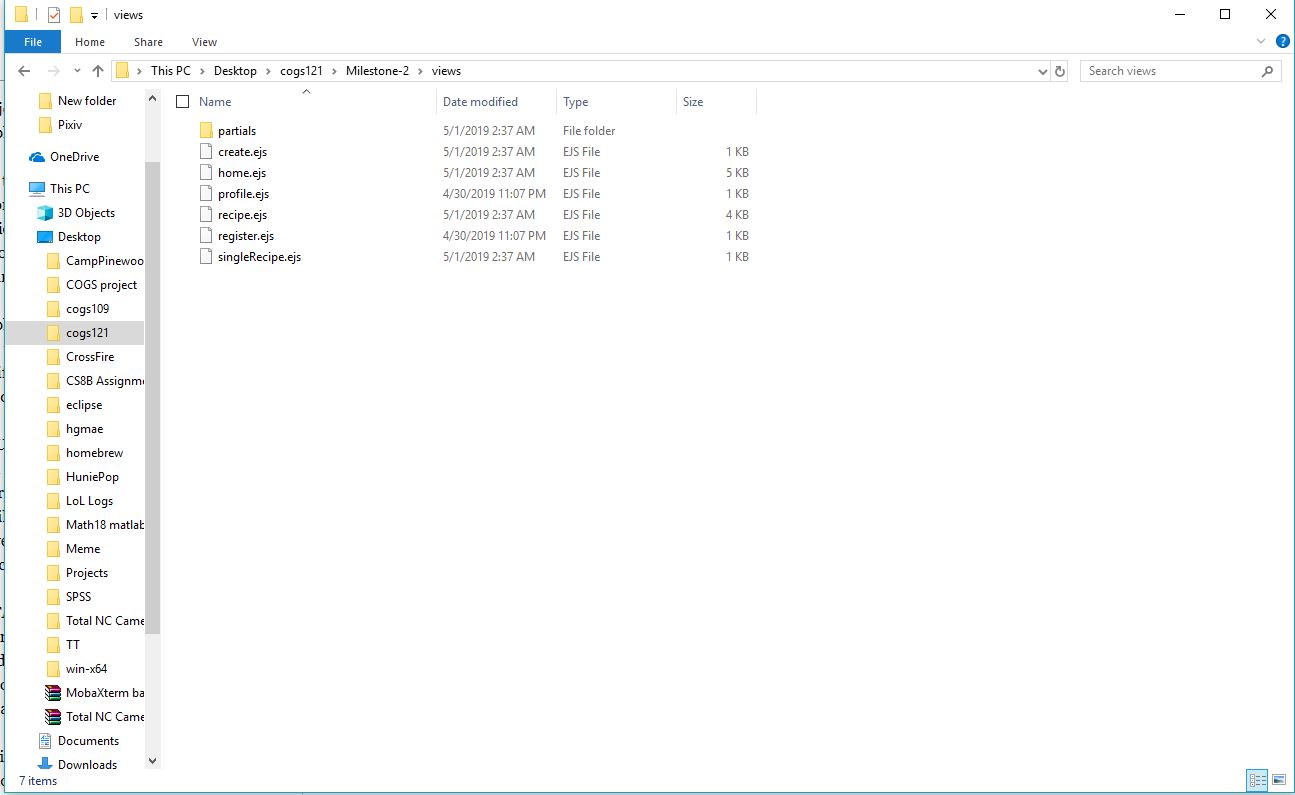 views
File Home Share View
This PC Desktop cogs121 Milestone-2 views Search views
Name Date modified Type Size
partials 5/1/2019 2:37 AM File folder
create.ejs 5/1/2019 2:37 AM EJS File 1 KB
home.ejs 5/1/2019 2:37 AM EJS File 5 KB
profile.ejs 4/30/2019 11:07 PM EJS File 1 KB
recipe.ejs 5/1/2019 2:37 AM EJS File 4 KB
register.ejs 4/30/2019 11:07 PM EJS File 1 KB
singleRecipe.ejs 5/1/2019 2:37 AM EJS File 1 KB
New folder
Pixiv
OneDrive
This PC
3D Objects
Desktop
CampPinewoo
COGS project
cogs109
cogs121
CrossFire
CS8B Assignm
eclipse
hgmae
homebrew
HuniePop
LoL Logs
Math18 matlab
Meme
Projects
SPSS
Total NC Came
TT
win-x64
MobaXterm ba
Total NC Came
Documents
Downloads
7 items